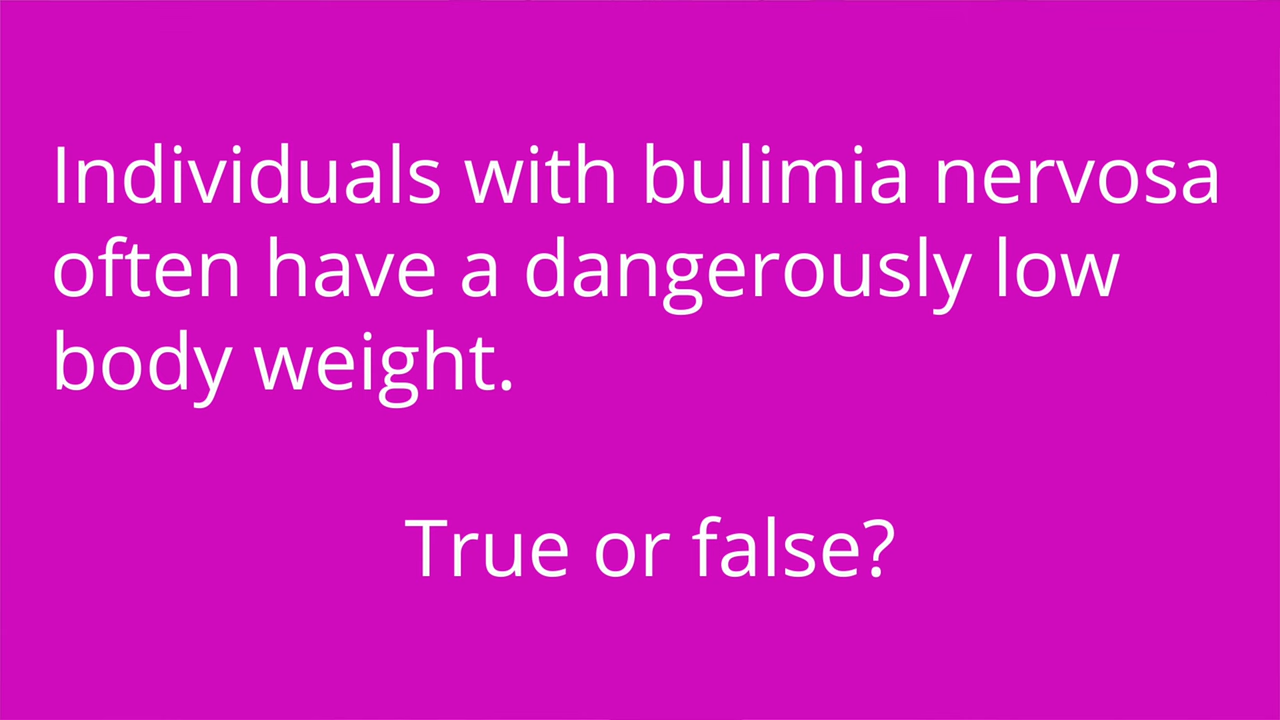 Individuals with bulimia nervosa
often have a dangerously low
body weight.
True or false?